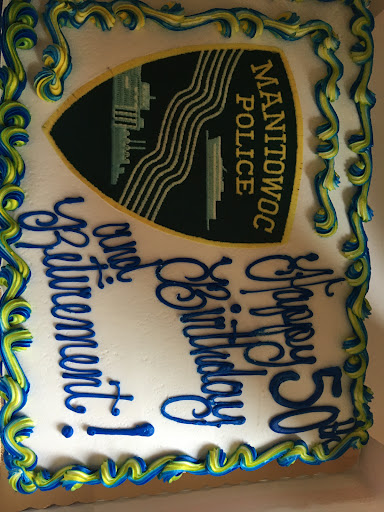 MANITOWOC
POLICE
Happy 50th
Birthday
and
Retirement!